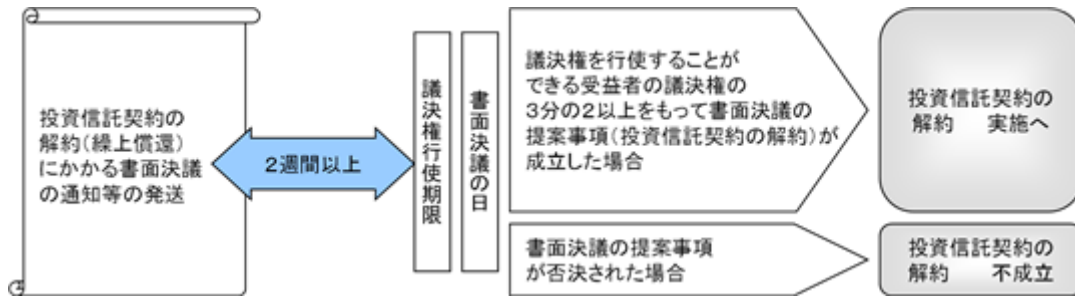 投資信託契約の
解約(繰上償還)
にかかる書面決議
の通知等の発送
2週間以上
議決権行使期限
書面決議の日
議決権を行使することが
できる受益者の議決権の
3分の2以上をもって書面決議の
提案事項(投資信託契約の解約)が
成立した場合
投資信託契約の
解約　実施へ
書面決議の提案事項
が否決された場合
投資信託契約の
解約　不成立